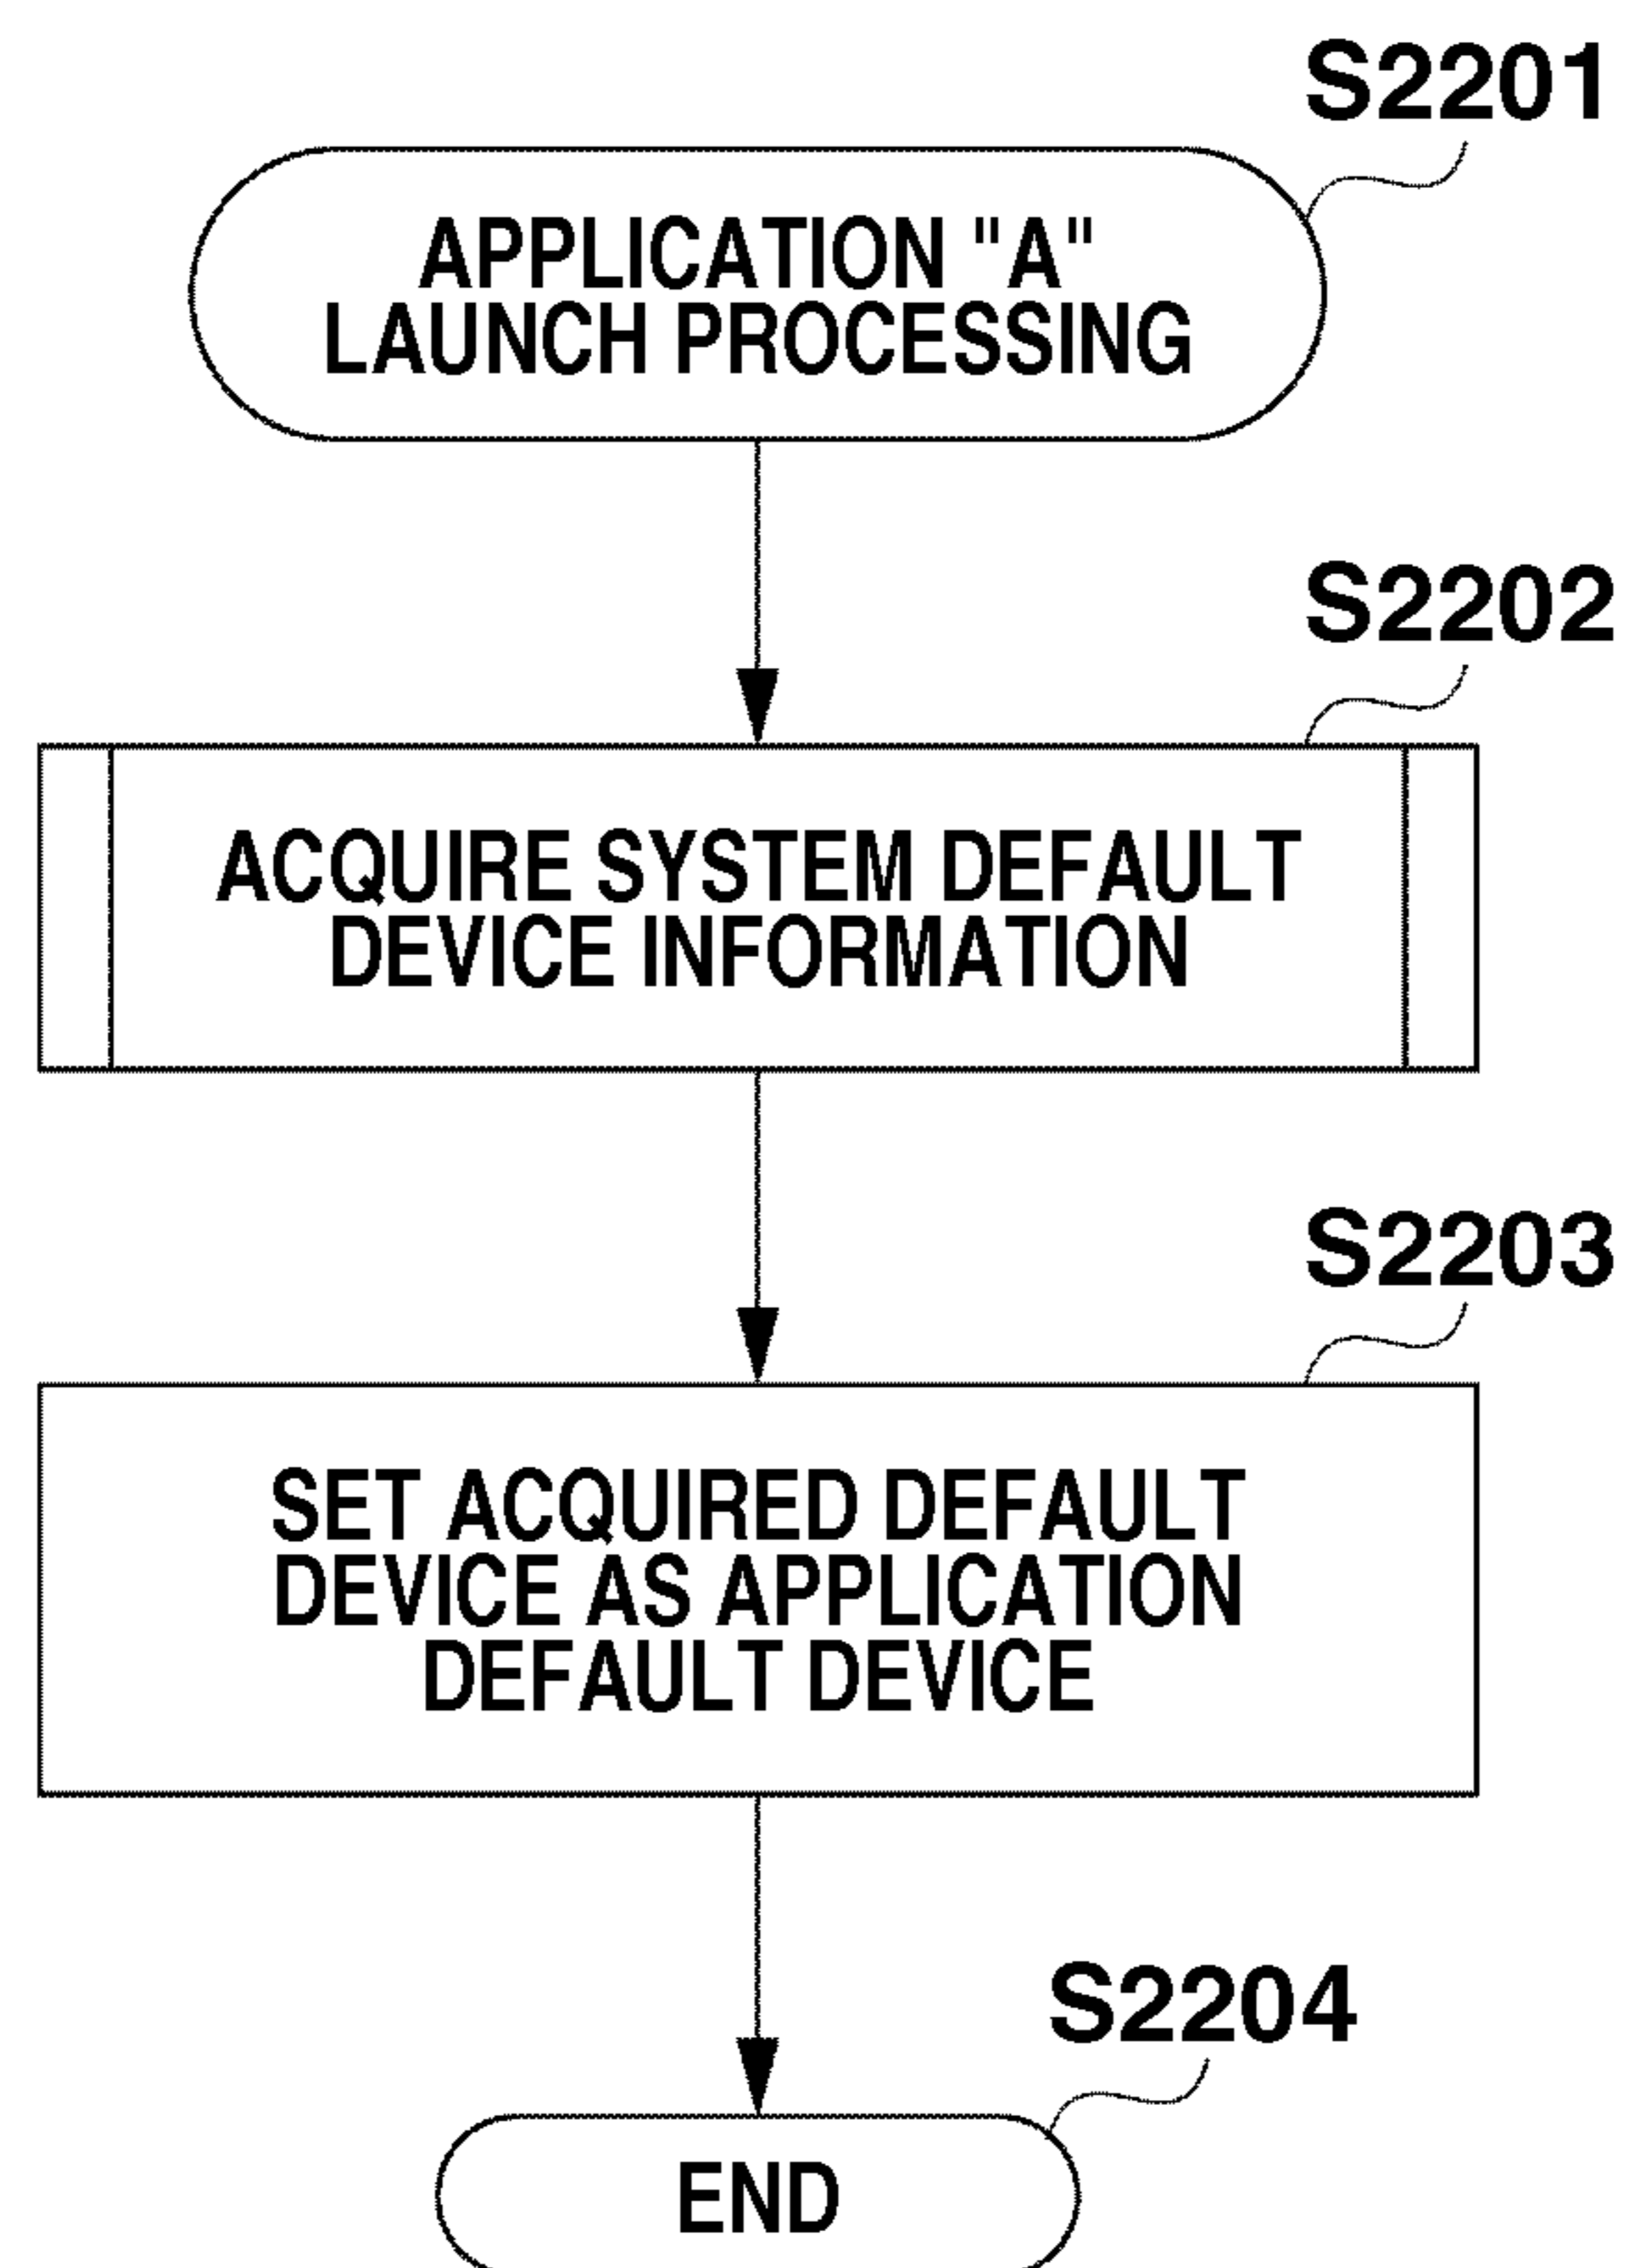 S2201
APPLICATION "A"
LAUNCH PROCESSING
S2202
ACQUIRE SYSTEM DEFAULT
DEVICE INFORMATION
S2203
SET ACQUIRED DEFAULT
DEVICE AS APPLICATION
DEFAULT DEVICE
S2204
END